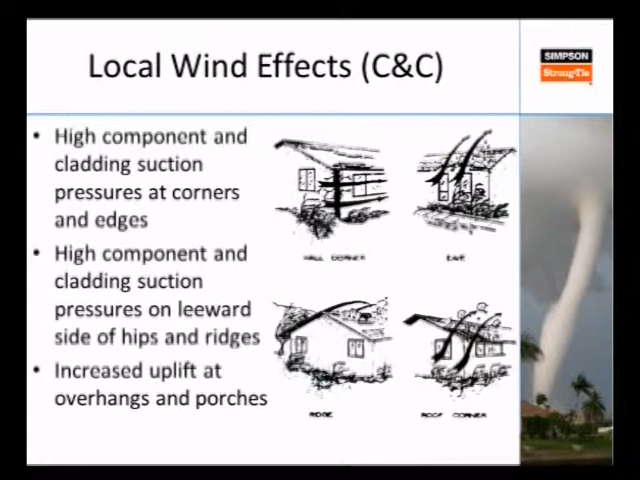 Local Wind Effects (C&C)
SIMPSON
Strong-Tie
• High component and
cladding suction
pressures at corners
and edges
• High component and
cladding suction
pressures on leeward
side of hips and ridges
• Increased uplift at
overhangs and porches
WALL CORNER
EAVE
RIDGE
ROOF CORNER